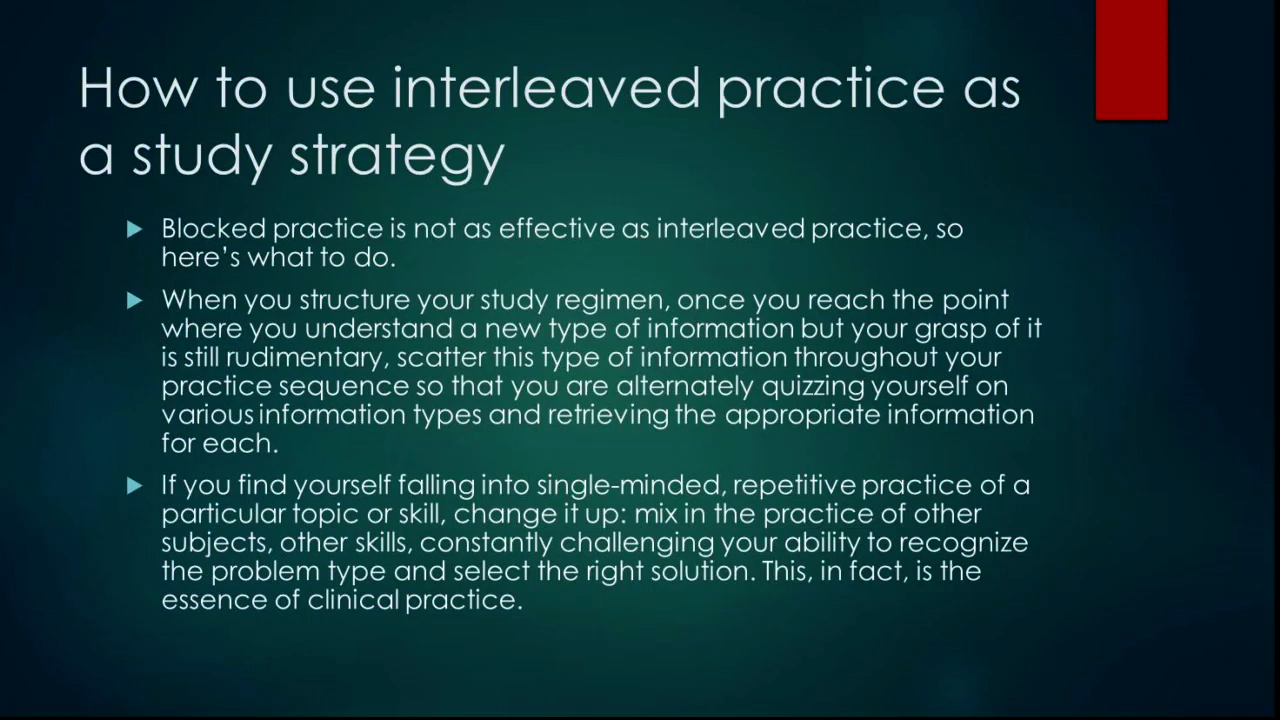 How to use interleaved practice as
a study strategy
Blocked practice is not as effective as interleaved practice, so
here’s what to do.
When you structure your study regimen, once you reach the point
where you understand a new type of information but your grasp of it
is still rudimentary, scatter this type of information throughout your
practice sequence so that you are alternately quizzing yourself on
various information types and retrieving the appropriate information
for each.
If you find yourself falling into single-minded, repetitive practice of a
particular topic or skill, change it up: mix in the practice of other
subjects, other skills, constantly challenging your ability to recognize
the problem type and select the right solution. This, in fact, is the
essence of clinical practice.